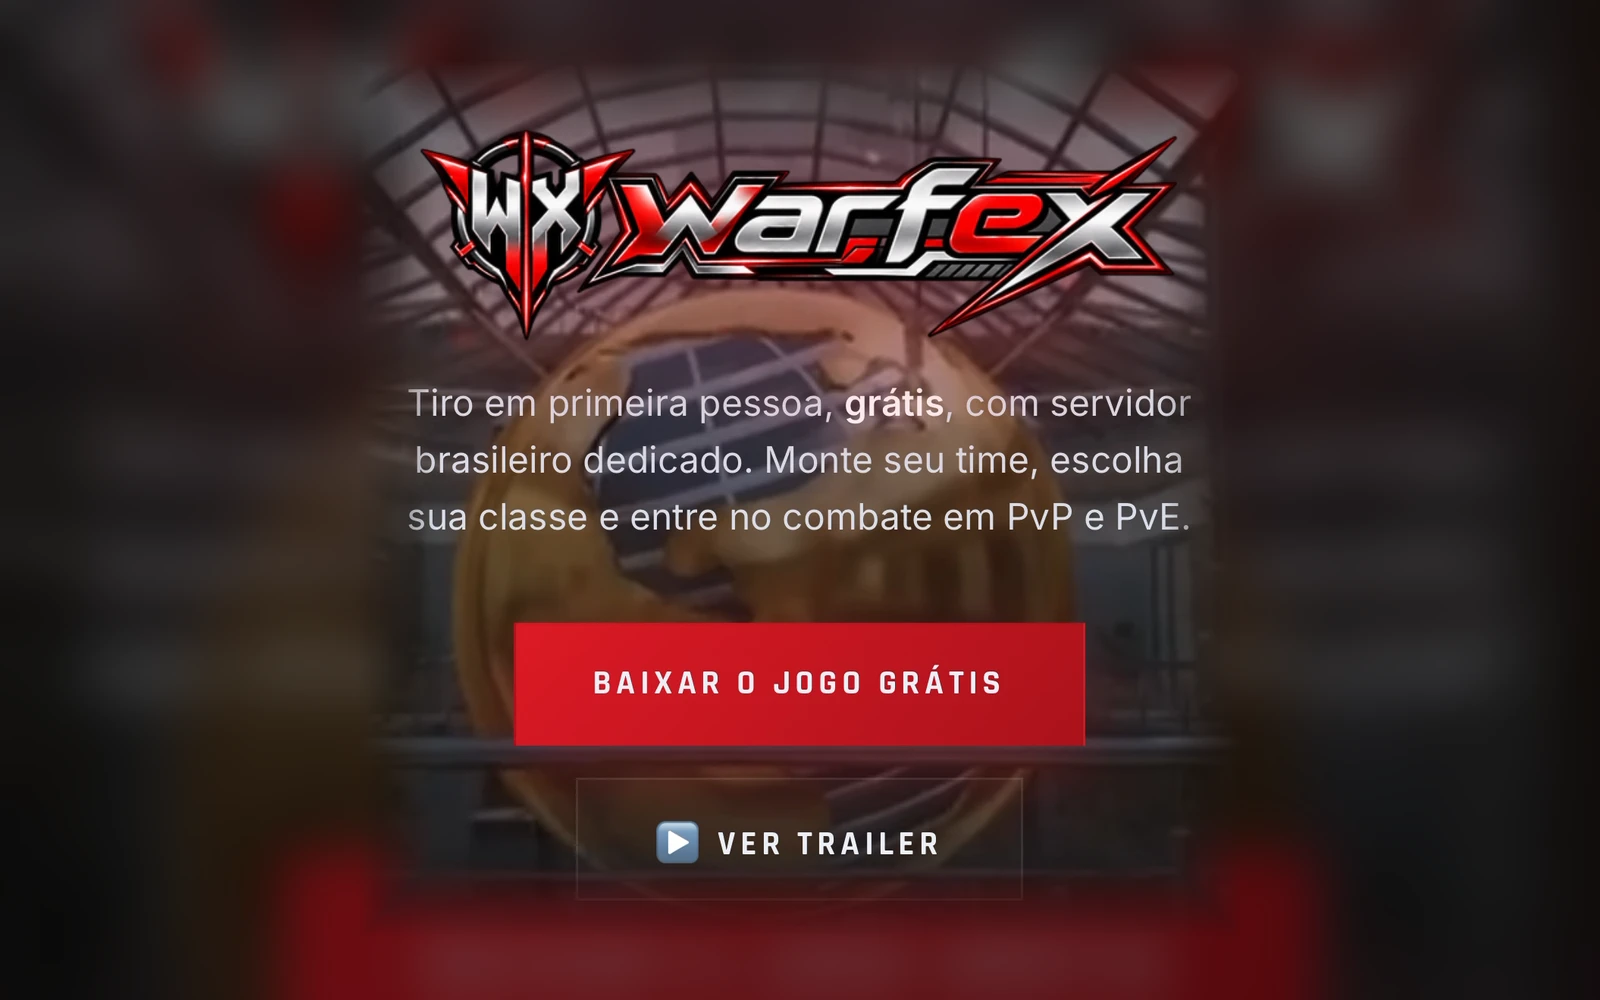 WX Warfex
Tiro em primeira pessoa, grátis, com servidor
brasileiro dedicado. Monte seu time, escolha
sua classe e entre no combate em PvP e PvE.
BAIXAR O JOGO GRÁTIS
VER TRAILER